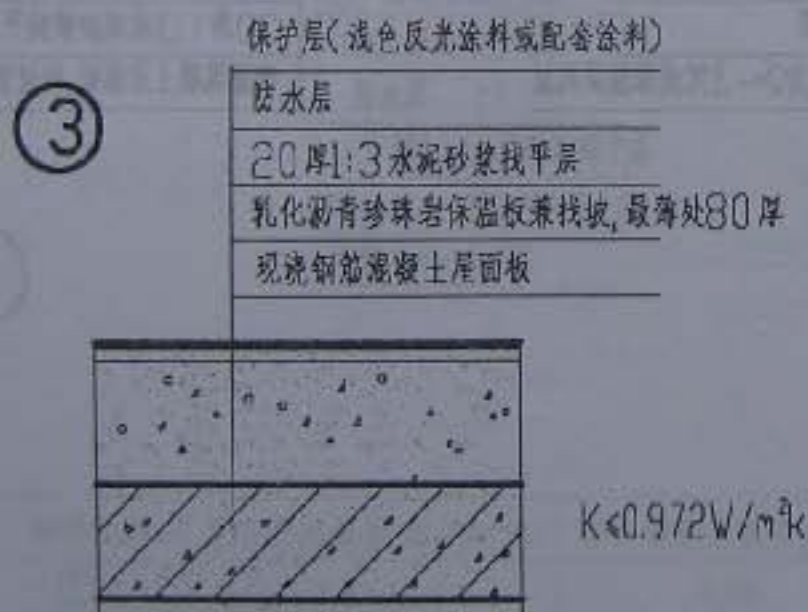 ③
保护层(浅色反光涂料或配套涂料)
防水层
20厚1:3水泥砂浆找平层
乳化沥青珍珠岩保温板兼找坡,最薄处80厚
现浇钢筋混凝土屋面板
K≤0.972W/m²k